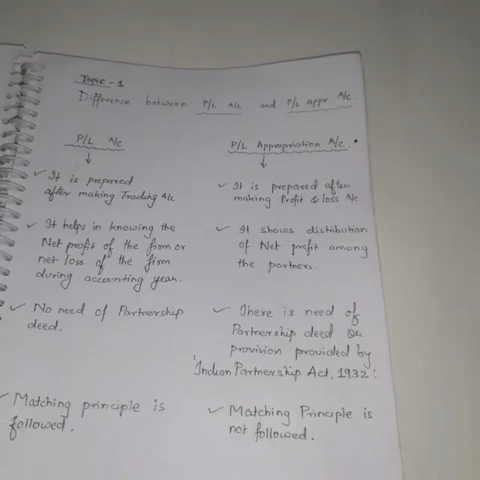 Topic - 1
Difference between P/L A/c and P/L appr A/c.
P/L A/c
It is prepared
after making Trading A/c
It helps in knowing the
Net profit of the firm or
net loss of the firm
during accounting year.
No need of Partnership
deed.
Matching principle is
followed.
P/L Appropriation A/c.
It is prepared after
making Profit & loss A/c
It shows distribution
of Net profit among
the partners.
There is need of
Partnership deed or
provision provided by
'Indian Partnership Act, 1932'.
Matching Principle is
not followed.